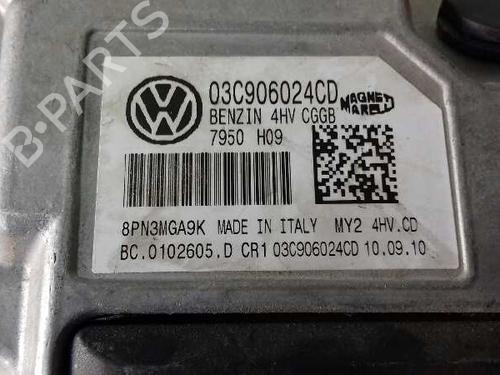 B-PARTS
03C906024CD
MAGNETI MARELLI
BENZIN 4HV CGGB
7950 H09
8PN3MGA9K MADE IN ITALY MY2 4HV.CD
BC.0102605.D CR1 03C906024CD 10.09.10